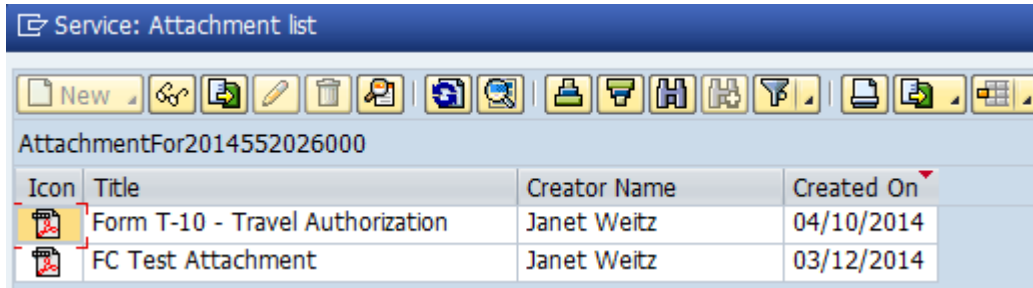 Service: Attachment list
New
AttachmentFor2014552026000
Icon Title Creator Name Created On
Form T-10 - Travel Authorization Janet Weitz 04/10/2014
FC Test Attachment Janet Weitz 03/12/2014